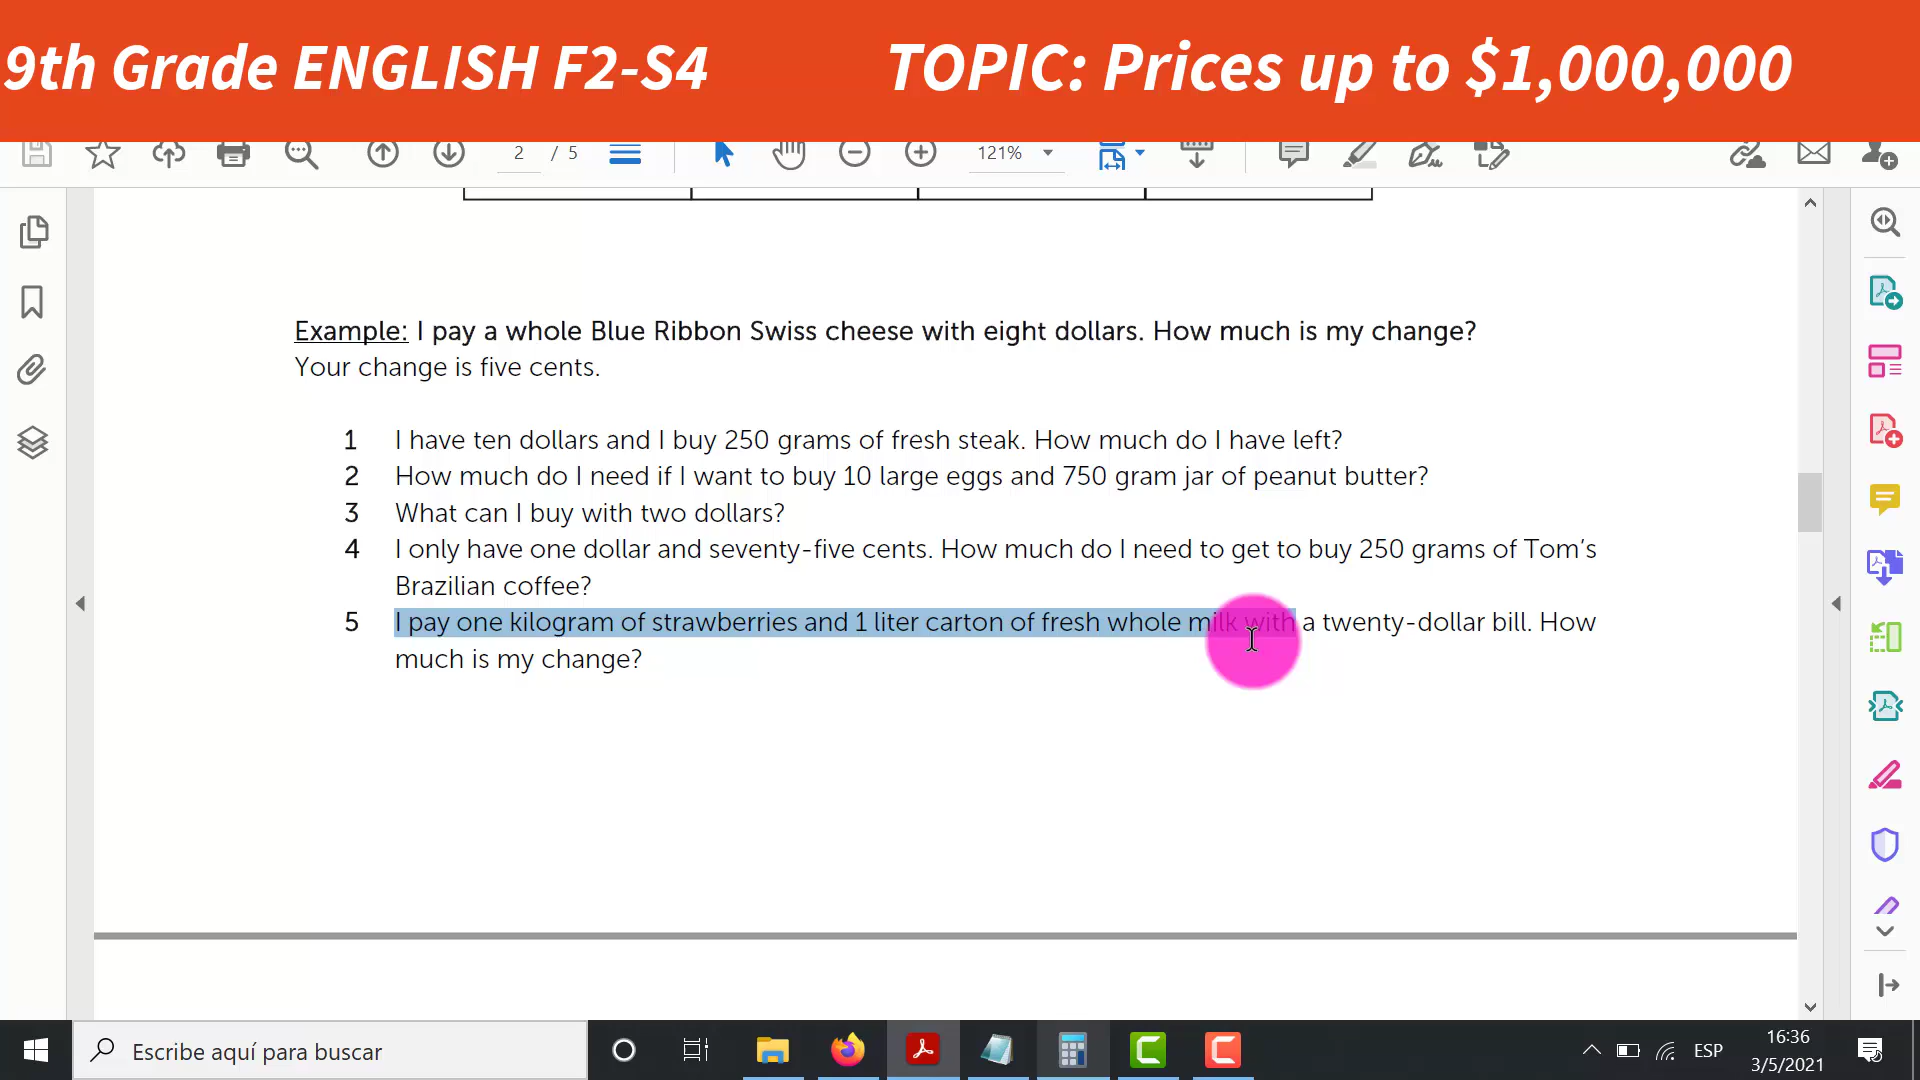 9th Grade ENGLISH F2-S4
TOPIC: Prices up to $1,000,000
2 / 5
121%
Example: I pay a whole Blue Ribbon Swiss cheese with eight dollars. How much is my change?
Your change is five cents.
1 I have ten dollars and I buy 250 grams of fresh steak. How much do I have left?
2 How much do I need if I want to buy 10 large eggs and 750 gram jar of peanut butter?
3 What can I buy with two dollars?
4 I only have one dollar and seventy-five cents. How much do I need to get to buy 250 grams of Tom's
Brazilian coffee?
5 I pay one kilogram of strawberries and 1 liter carton of fresh whole milk with a twenty-dollar bill. How
much is my change?
Escribe aquí para buscar
ESP
16:36
3/5/2021